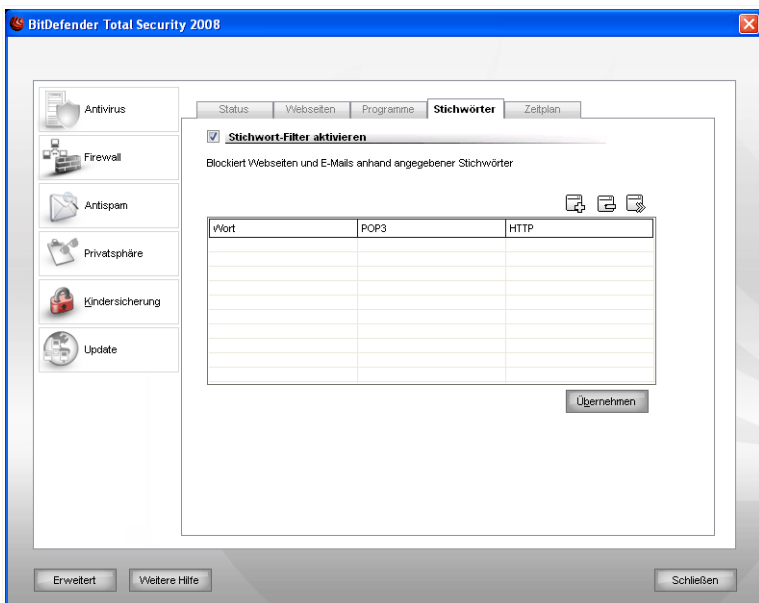 BitDefender Total Security 2008
Antivirus
Firewall
Antispam
Privatsphäre
Kindersicherung
Update
Status Webseiten Programme Stichwörter Zeitplan
Stichwort-Filter aktivieren
Blockiert Webseiten und E-Mails anhand angegebener Stichwörter
Wort POP3 HTTP
Übernehmen
Erweitert Weitere Hilfe Schließen